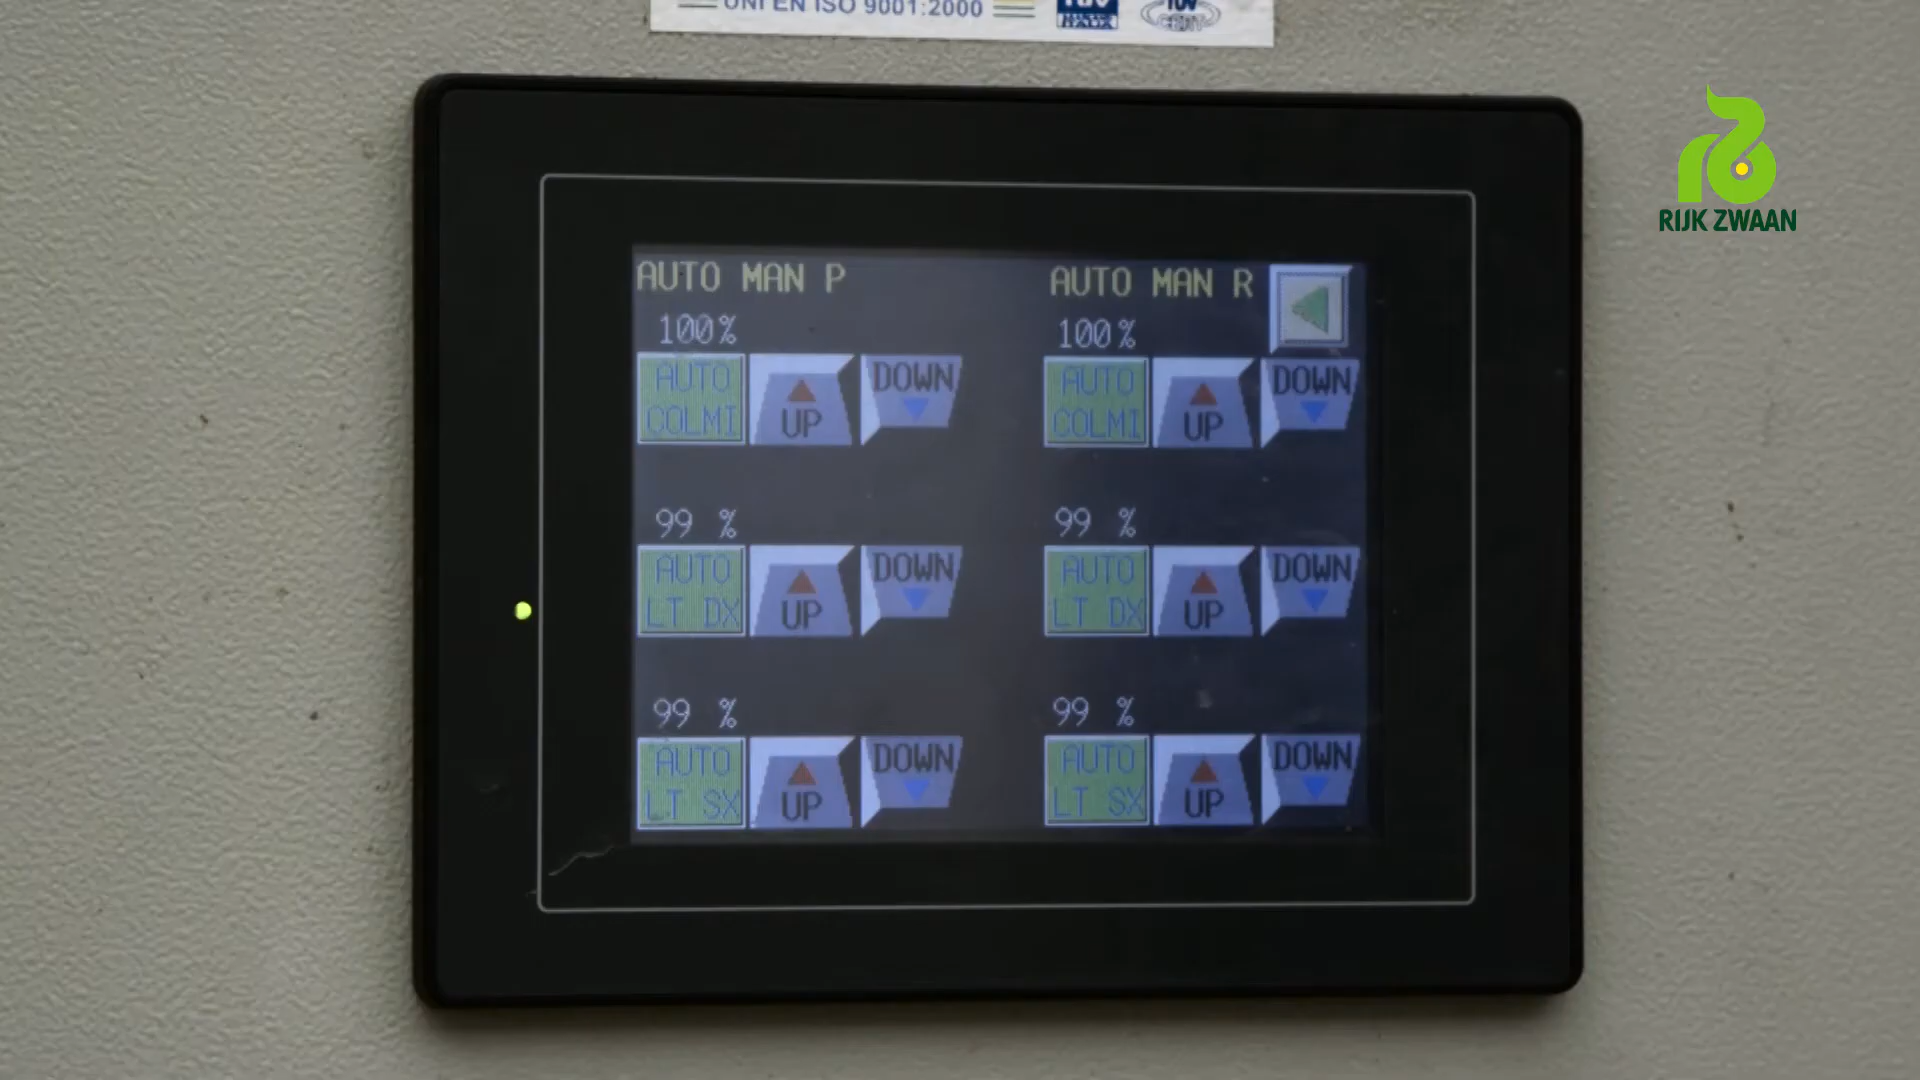 UNI EN ISO 9001:2000
RIJK ZWAAN
AUTO MAN P
AUTO MAN R
100%
100%
AUTO COLMI
UP
DOWN
AUTO COLMI
UP
DOWN
99 %
99 %
AUTO LT DX
UP
DOWN
AUTO LT DX
UP
DOWN
99 %
99 %
AUTO LT SX
UP
DOWN
AUTO LT SX
UP
DOWN